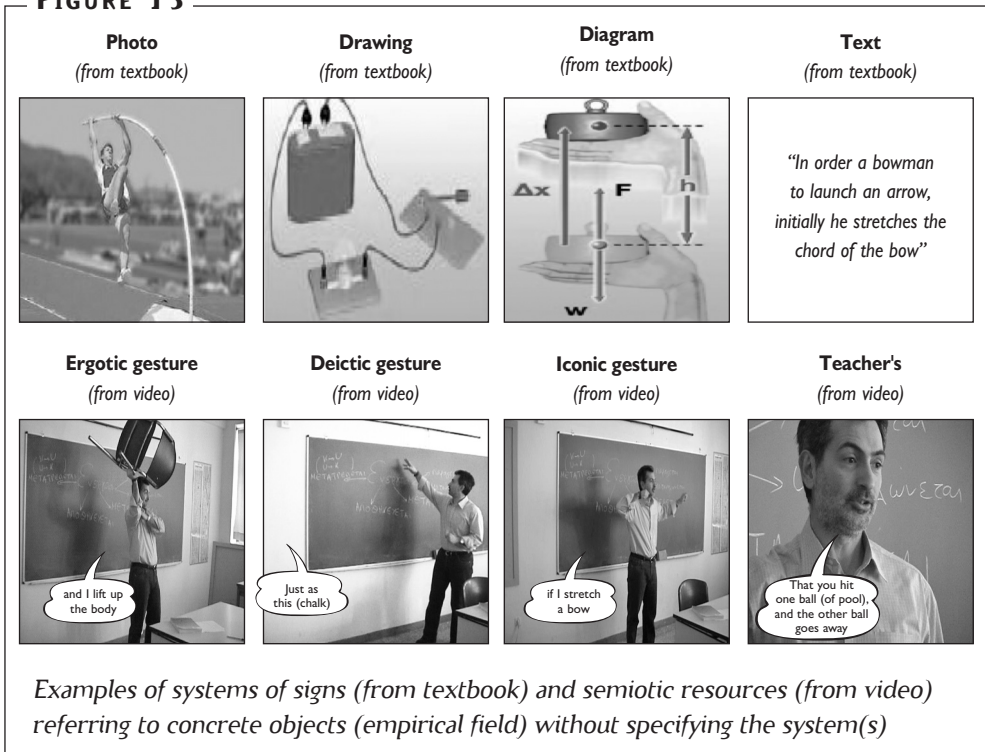 FIGURE 13
Photo
(from textbook)
Drawing
(from textbook)
Diagram
(from textbook)
Text
(from textbook)
Δx
F
h
w
“In order a bowman
to launch an arrow,
initially he stretches the
chord of the bow”
Ergotic gesture
(from video)
Deictic gesture
(from video)
Iconic gesture
(from video)
Teacher's
(from video)
and I lift up
the body
Just as
this (chalk)
if I stretch
a bow
That you hit
one ball (of pool),
and the other ball
goes away
Examples of systems of signs (from textbook) and semiotic resources (from video)
referring to concrete objects (empirical field) without specifying the system(s)